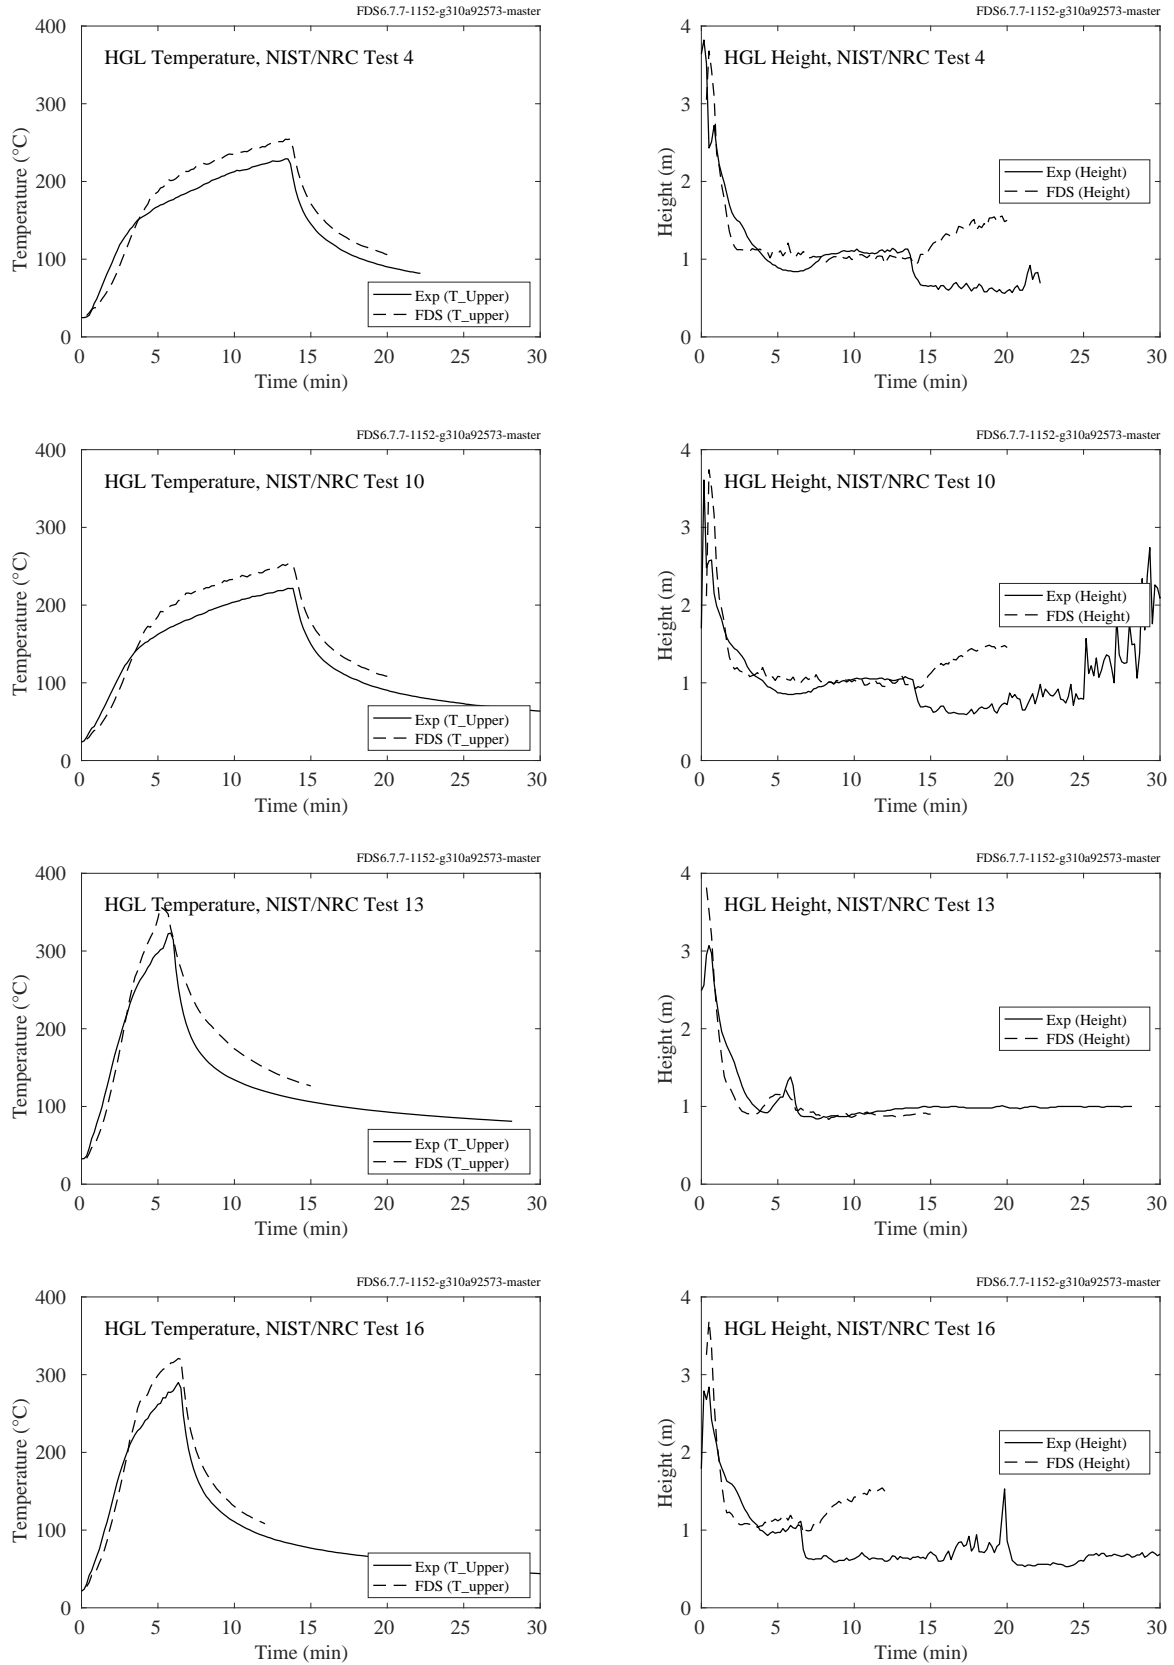 FDS6.7.7-1152-g310a92573-master
HGL Temperature, NIST/NRC Test 4
Temperature (°C)
400
300
200
100
0
Exp (T_Upper)
FDS (T_upper)
0 5 10 15 20 25 30
Time (min)
FDS6.7.7-1152-g310a92573-master
HGL Height, NIST/NRC Test 4
Height (m)
4
3
2
1
0
Exp (Height)
FDS (Height)
0 5 10 15 20 25 30
Time (min)
FDS6.7.7-1152-g310a92573-master
HGL Temperature, NIST/NRC Test 10
Temperature (°C)
400
300
200
100
0
Exp (T_Upper)
FDS (T_upper)
0 5 10 15 20 25 30
Time (min)
FDS6.7.7-1152-g310a92573-master
HGL Height, NIST/NRC Test 10
Height (m)
4
3
2
1
0
Exp (Height)
FDS (Height)
0 5 10 15 20 25 30
Time (min)
FDS6.7.7-1152-g310a92573-master
HGL Temperature, NIST/NRC Test 13
Temperature (°C)
400
300
200
100
0
Exp (T_Upper)
FDS (T_upper)
0 5 10 15 20 25 30
Time (min)
FDS6.7.7-1152-g310a92573-master
HGL Height, NIST/NRC Test 13
Height (m)
4
3
2
1
0
Exp (Height)
FDS (Height)
0 5 10 15 20 25 30
Time (min)
FDS6.7.7-1152-g310a92573-master
HGL Temperature, NIST/NRC Test 16
Temperature (°C)
400
300
200
100
0
Exp (T_Upper)
FDS (T_upper)
0 5 10 15 20 25 30
Time (min)
FDS6.7.7-1152-g310a92573-master
HGL Height, NIST/NRC Test 16
Height (m)
4
3
2
1
0
Exp (Height)
FDS (Height)
0 5 10 15 20 25 30
Time (min)